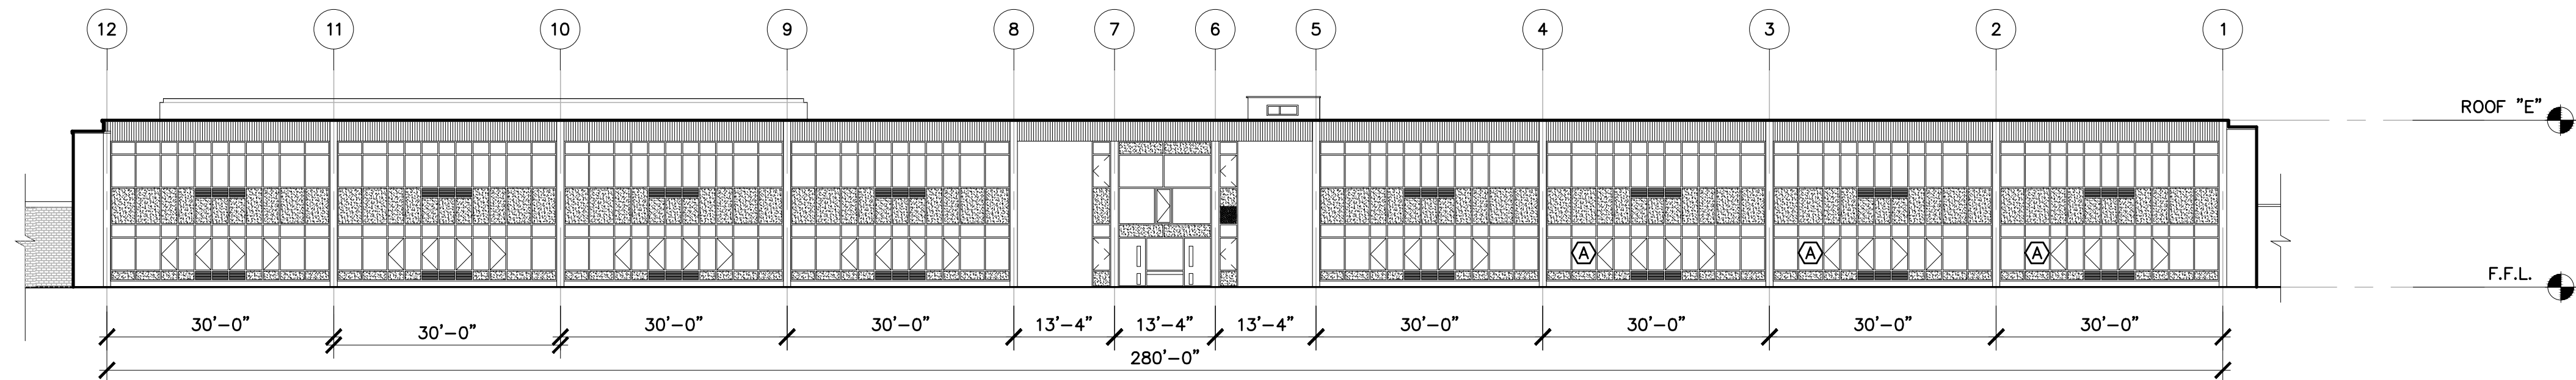 12 11 10 9 8 7 6 5 4 3 2 1
ROOF "E"
A A A
F.F.L.
30'-0" 30'-0" 30'-0" 30'-0" 13'-4" 13'-4" 13'-4" 30'-0" 30'-0" 30'-0" 30'-0"
280'-0"